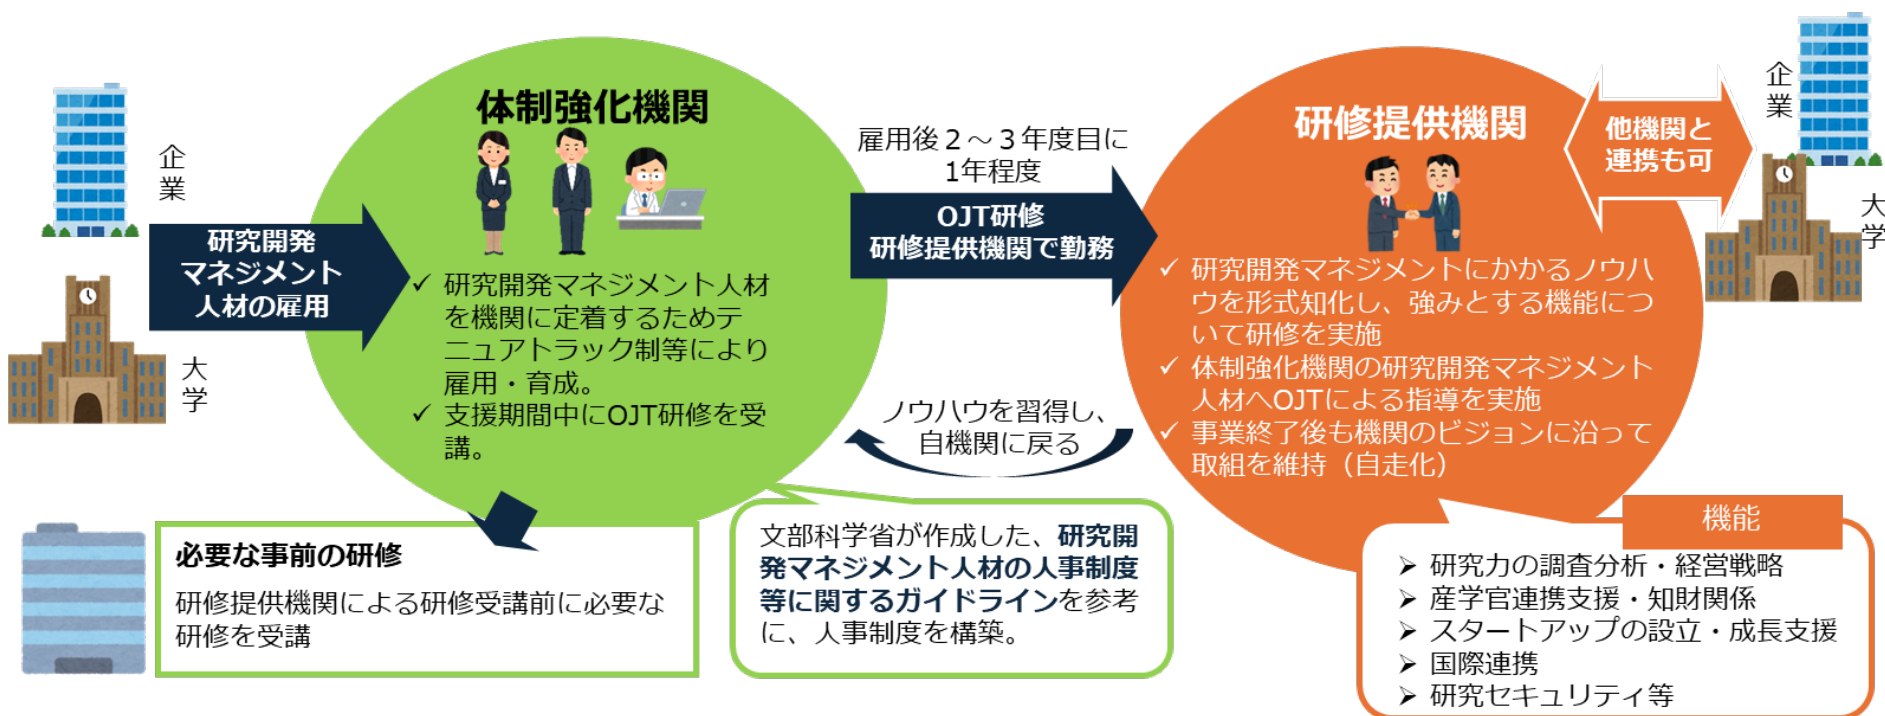 企業
大学
研究開発
マネジメント
人材の雇用
体制強化機関
✓ 研究開発マネジメント人材
を機関に定着するためテ
ニュアトラック制等により
雇用・育成。
✓ 支援期間中にOJT研修を受
講。
雇用後２～３年度目に
1年程度
OJT研修
研修提供機関で勤務
ノウハウを習得し、
自機関に戻る
研修提供機関
✓ 研究開発マネジメントにかかるノウハ
ウを形式知化し、強みとする機能につ
いて研修を実施
✓ 体制強化機関の研究開発マネジメント
人材へOJTによる指導を実施
✓ 事業終了後も機関のビジョンに沿って
取組を維持（自走化）
他機関と
連携も可
企業
大学
必要な事前の研修
研修提供機関による研修受講前に必要な
研修を受講
文部科学省が作成した、研究開
発マネジメント人材の人事制度
等に関するガイドラインを参考
に、人事制度を構築。
機能
➢ 研究力の調査分析・経営戦略
➢ 産学官連携支援・知財関係
➢ スタートアップの設立・成長支援
➢ 国際連携
➢ 研究セキュリティ等